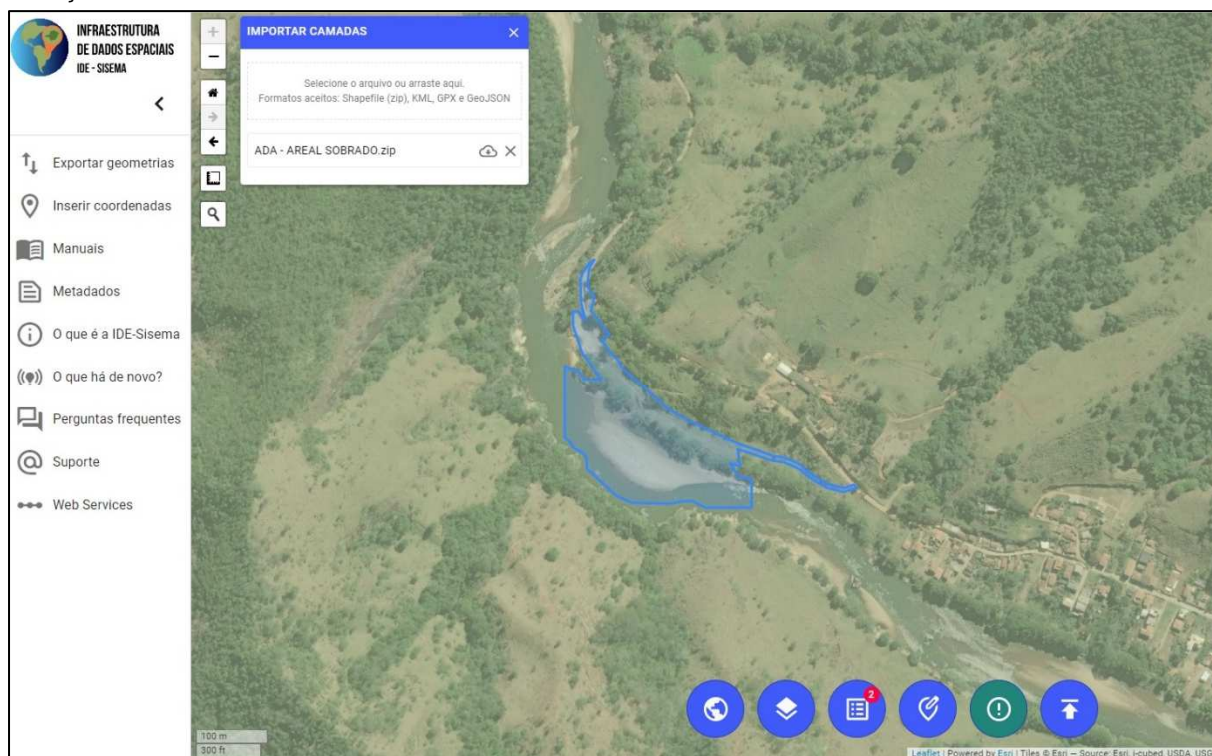 INFRAESTRUTURA
DE DADOS ESPACIAIS
IDE - SISEMA
Exportar geometrias
Inserir coordenadas
Manuais
Metadados
O que é a IDE-Sisema
O que há de novo?
Perguntas frequentes
Suporte
Web Services
IMPORTAR CAMADAS
Selecione o arquivo ou arraste aqui.
Formatos aceitos: Shapefile (zip), KML, GPX e GeoJSON
ADA - AREAL SOBRADO.zip
2
100 m
300 ft
Leaflet | Powered by Esri | Tiles © Esri — Source: Esri, i-cubed, USDA, USG